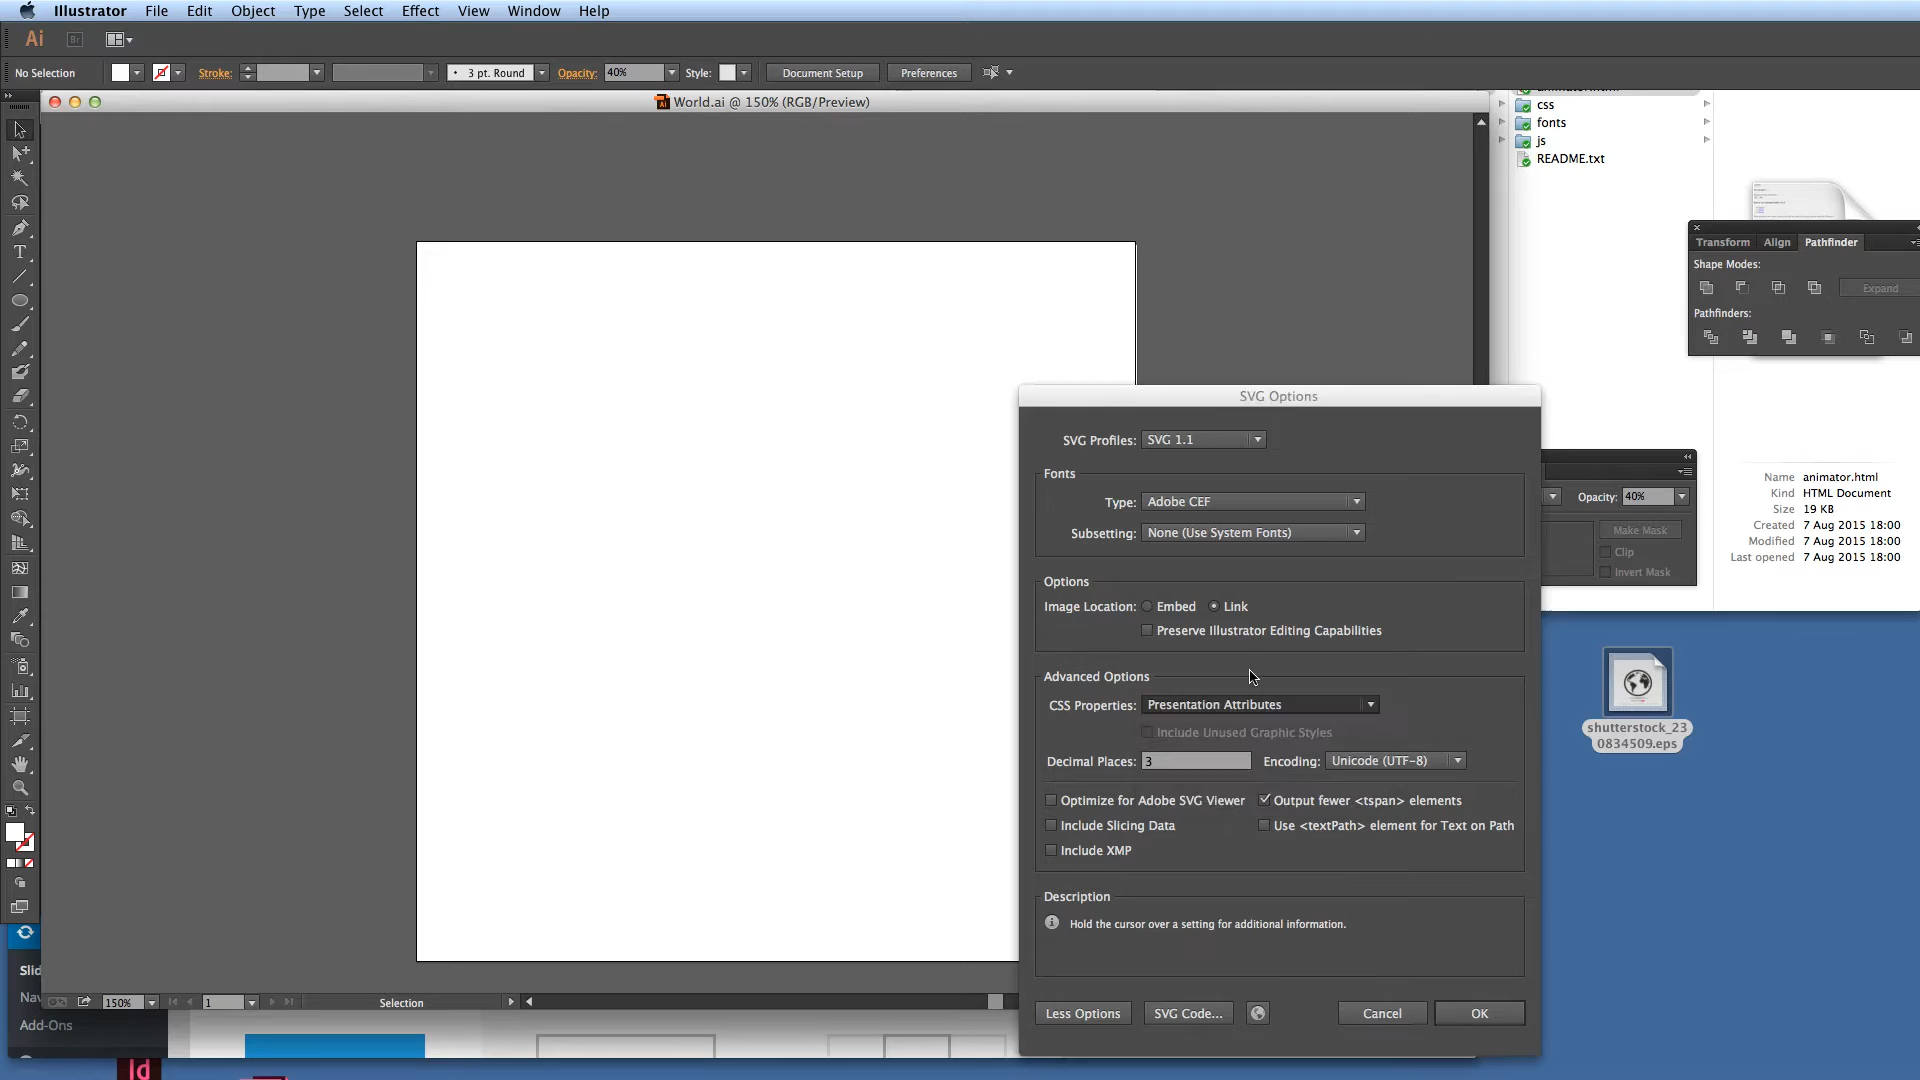 Illustrator File Edit Object Type Select Effect View Window Help
Ai Br
No Selection Stroke: 3 pt. Round Opacity: 40% Style: Document Setup Preferences
World.ai @ 150% (RGB/Preview)
css
fonts
js
README.txt
Transform Align Pathfinder
Shape Modes:
Expand
Pathfinders:
SVG Options
SVG Profiles: SVG 1.1
Fonts
Type: Adobe CEF
Subsetting: None (Use System Fonts)
Options
Image Location: Embed Link
Preserve Illustrator Editing Capabilities
Advanced Options
CSS Properties: Presentation Attributes
Include Unused Graphic Styles
Decimal Places: 3 Encoding: Unicode (UTF-8)
Optimize for Adobe SVG Viewer Output fewer <tspan> elements
Include Slicing Data Use <textPath> element for Text on Path
Include XMP
Description
Hold the cursor over a setting for additional information.
Less Options SVG Code... Cancel OK
Opacity: 40%
Make Mask
Clip
Invert Mask
Name animator.html
Kind HTML Document
Size 19 KB
Created 7 Aug 2015 18:00
Modified 7 Aug 2015 18:00
Last opened 7 Aug 2015 18:00
shutterstock_23
0834509.eps
150% 1 Selection
Slid
Nav
Add-Ons
Id